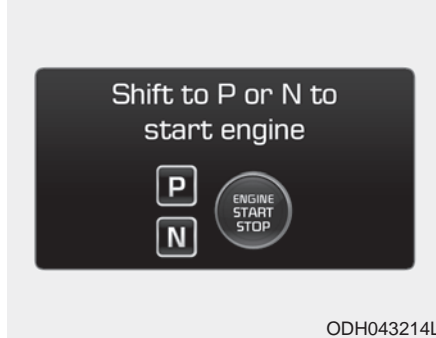 Shift to P or N to
start engine
P
ENGINE
START
STOP
N
ODH043214L